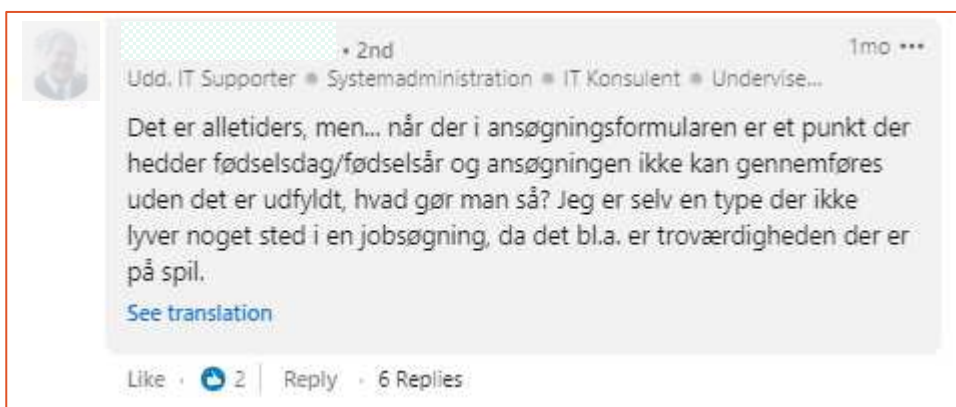 • 2nd
1mo •••
Udd. IT Supporter ● Systemadministration ● IT Konsulent ● Undervise...
Det er alletiders, men... når der i ansøgningsformularen er et punkt der
hedder fødselsdag/fødselsår og ansøgningen ikke kan gennemføres
uden det er udfyldt, hvad gør man så? Jeg er selv en type der ikke
lyver noget sted i en jobsøgning, da det bl.a. er troværdigheden der er
på spil.
See translation
Like · 2 | Reply · 6 Replies